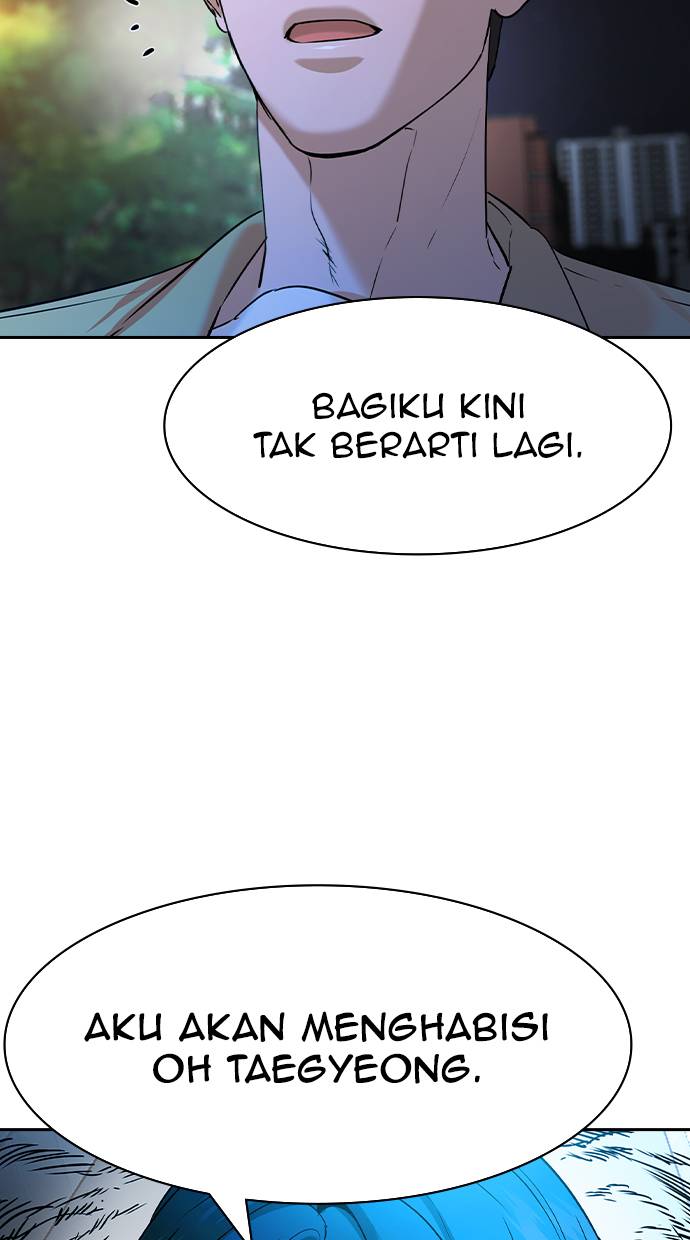 BAGIKU KINI
TAK BERARTI LAGI.
AKU AKAN MENGHABISI
OH TAEGYEONG.